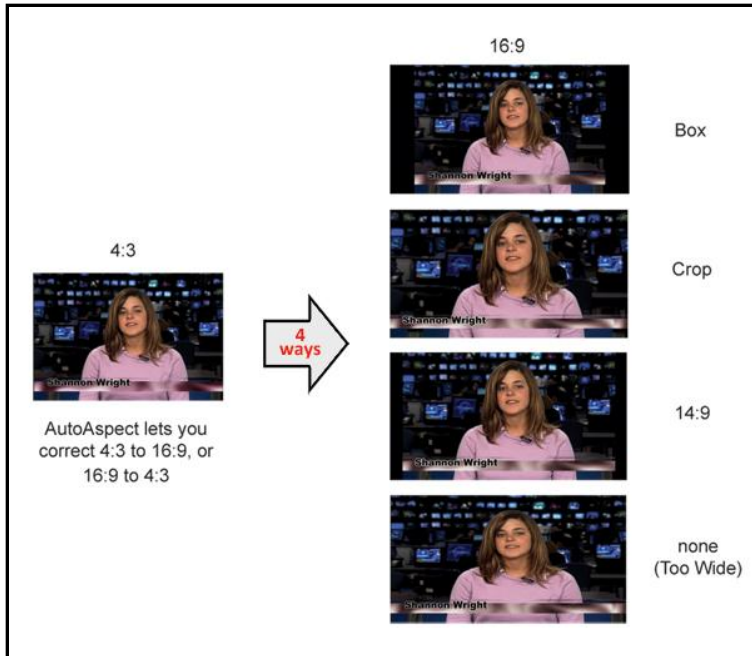 4:3
Shannon Wright
AutoAspect lets you
correct 4:3 to 16:9, or
16:9 to 4:3
4
ways
16:9
Shannon Wright
Box
Shannon Wright
Crop
Shannon Wright
14:9
Shannon Wright
none
(Too Wide)